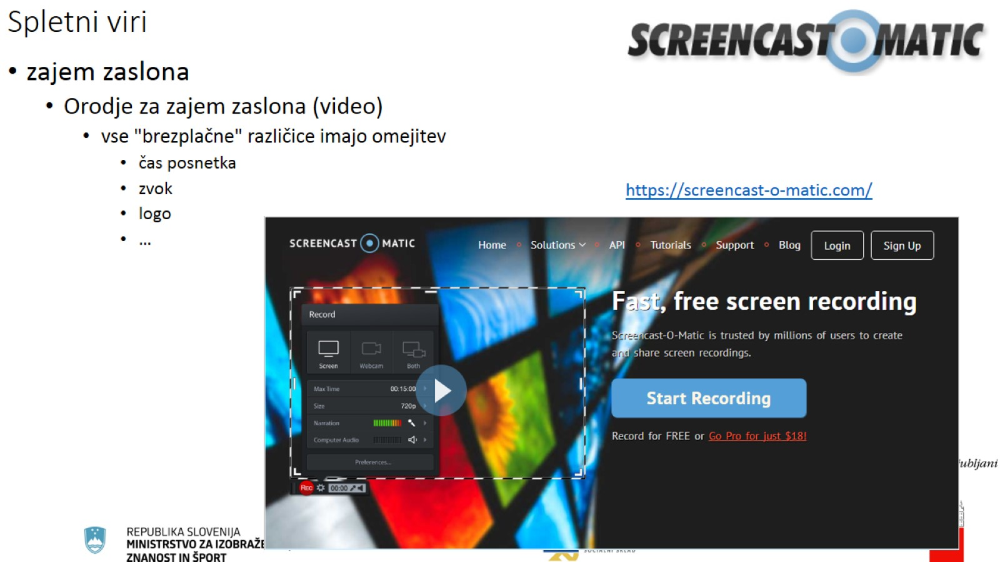 Spletni viri
SCREENCAST O MATIC
• zajem zaslona
• Orodje za zajem zaslona (video)
• vse "brezplačne" različice imajo omejitev
• čas posnetka
• zvok
• logo
• ...
https://screencast-o-matic.com/
SCREENCAST O MATIC
Home Solutions API Tutorials Support Blog Login Sign Up
Record
Screen Webcam Both
Max Time 00:15:00
Size 720p
Narration
Computer Audio
Preferences...
REC 00:00
Fast, free screen recording
Screencast-O-Matic is trusted by millions of users to create
and share screen recordings.
Start Recording
Record for FREE or Go Pro for just $18!
ubljani
REPUBLIKA SLOVENIJA
MINISTRSTVO ZA IZOBRAŽE
ZNANOST IN ŠPORT
SOCIALNI SKLAD